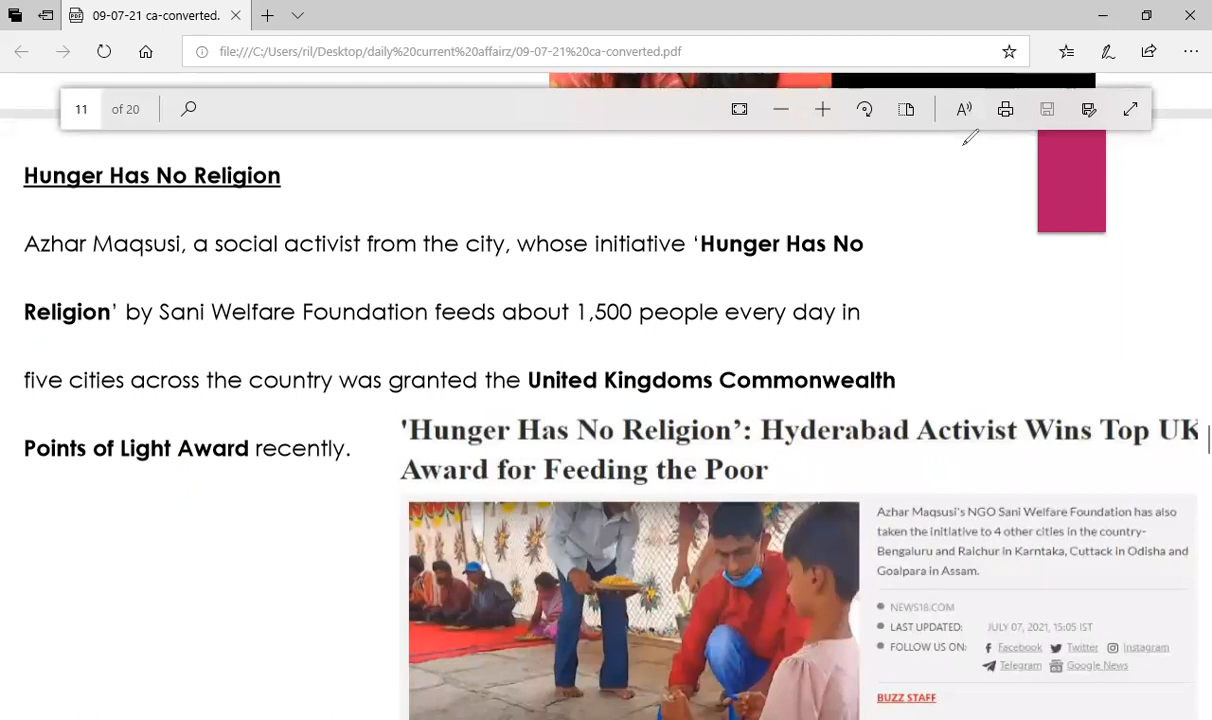 09-07-21 ca-converted.
file:///C:/Users/ril/Desktop/daily%20current%20affairz/09-07-21%20ca-converted.pdf
11 of 20
Hunger Has No Religion
Azhar Maqsusi, a social activist from the city, whose initiative ‘Hunger Has No
Religion’ by Sani Welfare Foundation feeds about 1,500 people every day in
five cities across the country was granted the United Kingdoms Commonwealth
Points of Light Award recently.
'Hunger Has No Religion’: Hyderabad Activist Wins Top UK
Award for Feeding the Poor
Azhar Maqsusi's NGO Sani Welfare Foundation has also
taken the initiative to 4 other cities in the country-
Bengaluru and Raichur in Karntaka, Cuttack in Odisha and
Goalpara in Assam.
NEWS18.COM
LAST UPDATED: JULY 07, 2021, 15:05 IST
FOLLOW US ON: Facebook Twitter Instagram
Telegram Google News
BUZZ STAFF